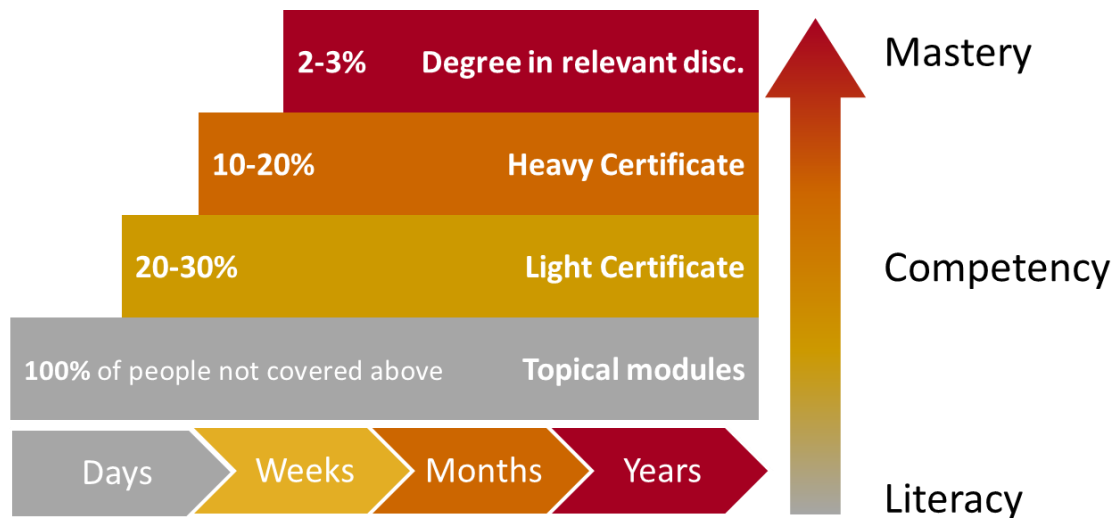 2-3% Degree in relevant disc.
Mastery
10-20% Heavy Certificate
20-30% Light Certificate
Competency
100% of people not covered above Topical modules
Days Weeks Months Years
Literacy